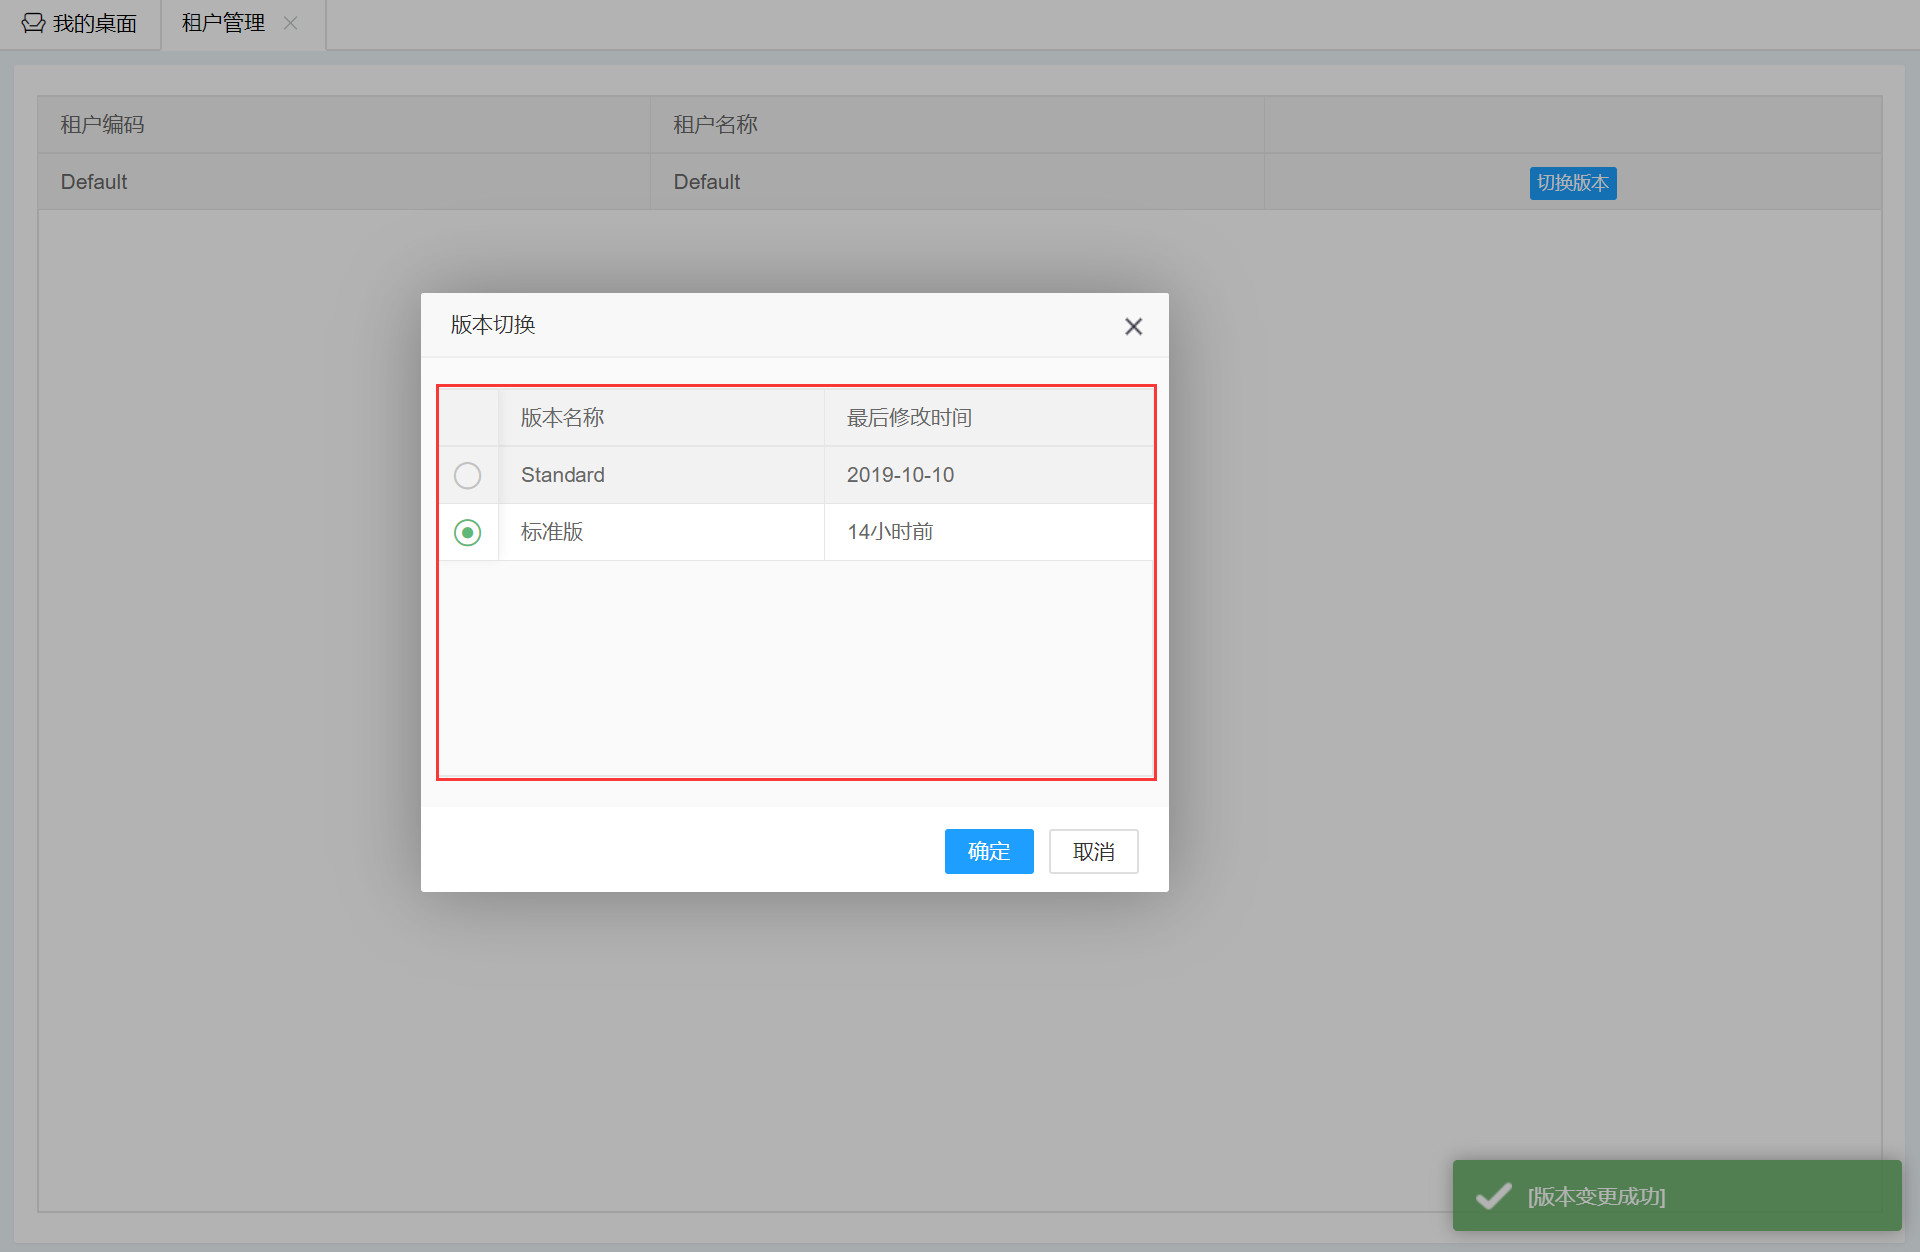 我的桌面 租户管理
租户编码 租户名称
Default Default 切换版本
版本切换
版本名称 最后修改时间
Standard 2019-10-10
标准版 14小时前
确定 取消
[版本变更成功]